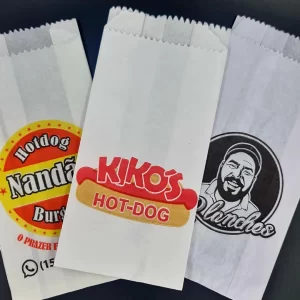 Hotdog
Nandã
Burg
O PRAZER E
(15
KIKO'S
HOT-DOG
lanches